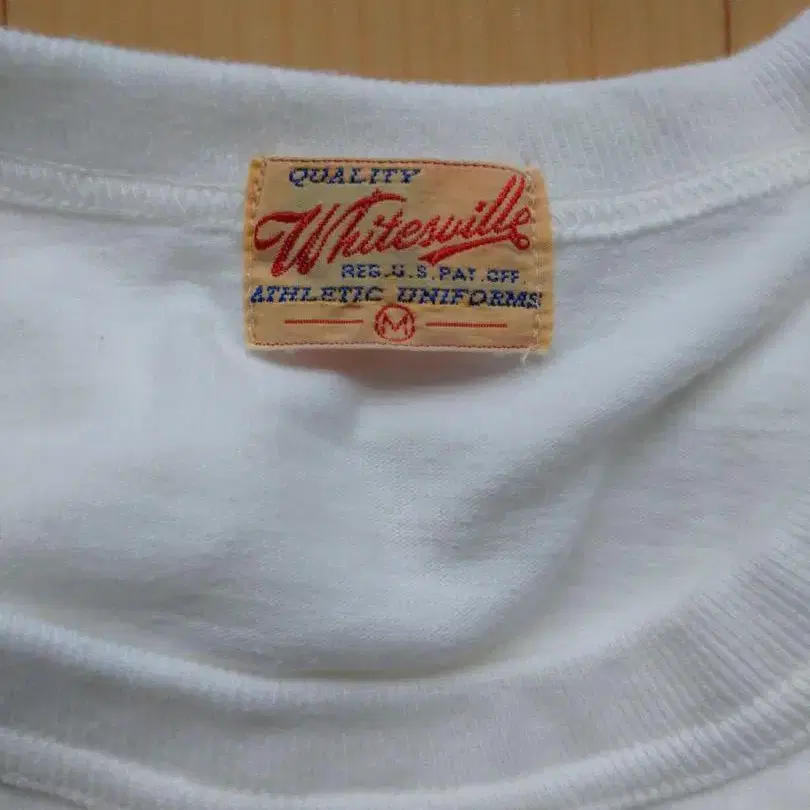 QUALITY
Whitesville
REG.U.S.PAT.OFF.
ATHLETIC UNIFORMS
M